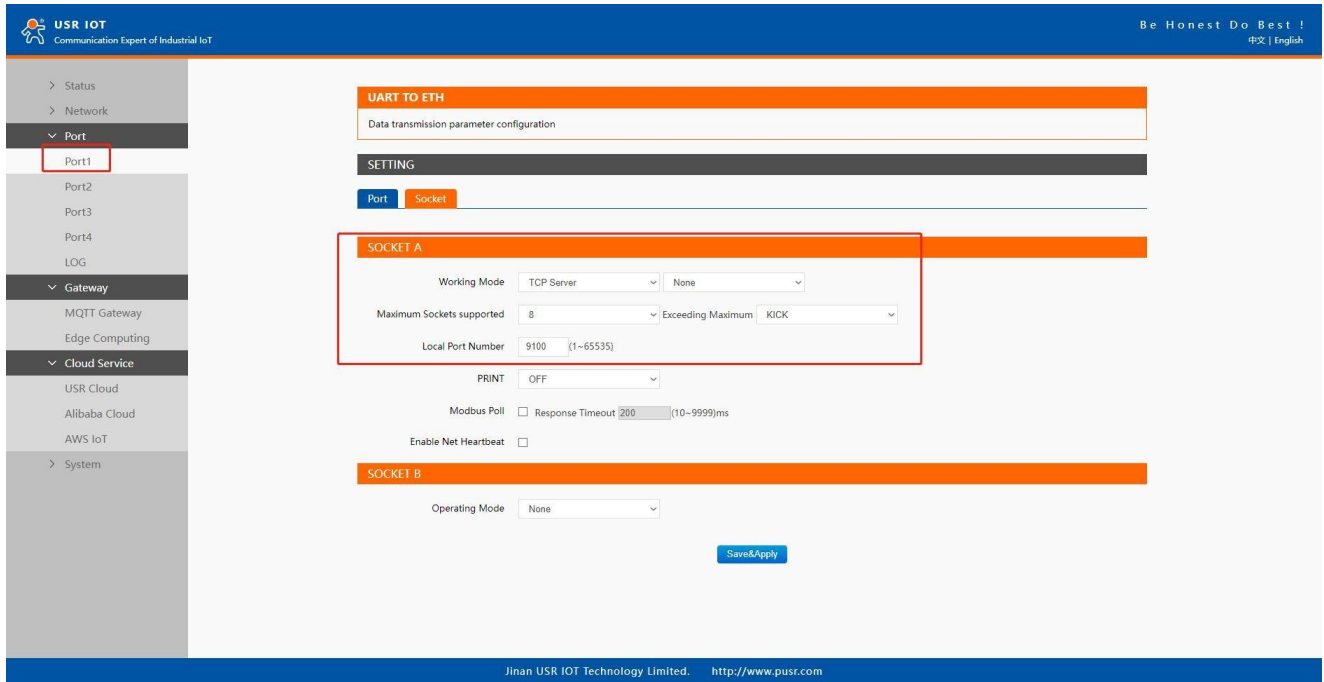 USR IOT
Communication Expert of Industrial IoT
Be Honest Do Best !
中文 | English
Status
Network
Port
Port1
Port2
Port3
Port4
LOG
Gateway
MQTT Gateway
Edge Computing
Cloud Service
USR Cloud
Alibaba Cloud
AWS IoT
System
UART TO ETH
Data transmission parameter configuration
SETTING
Port Socket
SOCKET A
Working Mode TCP Server None
Maximum Sockets supported 8 Exceeding Maximum KICK
Local Port Number 9100 (1~65535)
PRINT OFF
Modbus Poll Response Timeout 200 (10~9999)ms
Enable Net Heartbeat
SOCKET B
Operating Mode None
Save&Apply
Jinan USR IOT Technology Limited. http://www.pusr.com